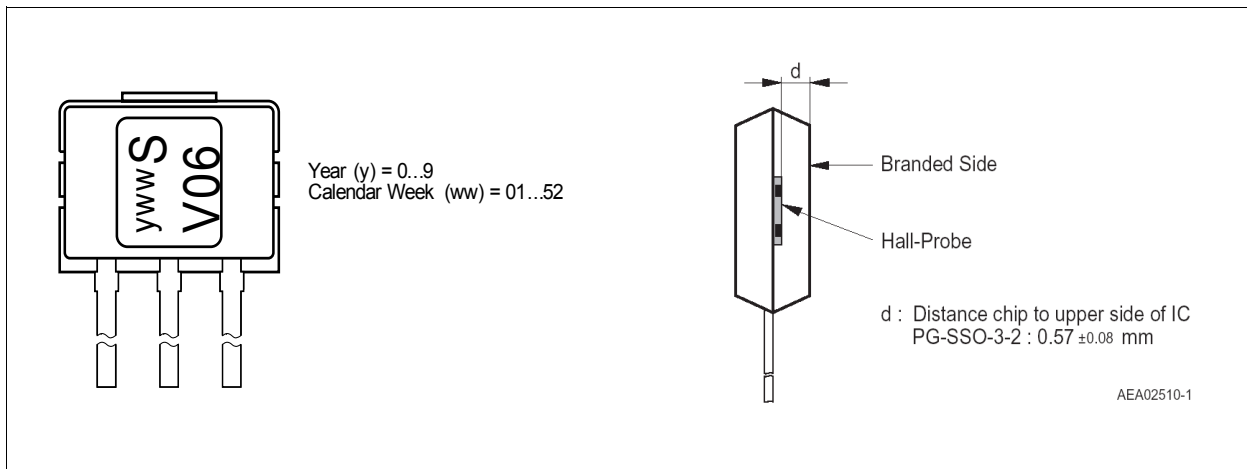 ywwS
V06
Year (y) = 0...9
Calendar Week (ww) = 01...52
d
Branded Side
Hall-Probe
d : Distance chip to upper side of IC
PG-SSO-3-2 : 0.57 ±0.08 mm
AEA02510-1